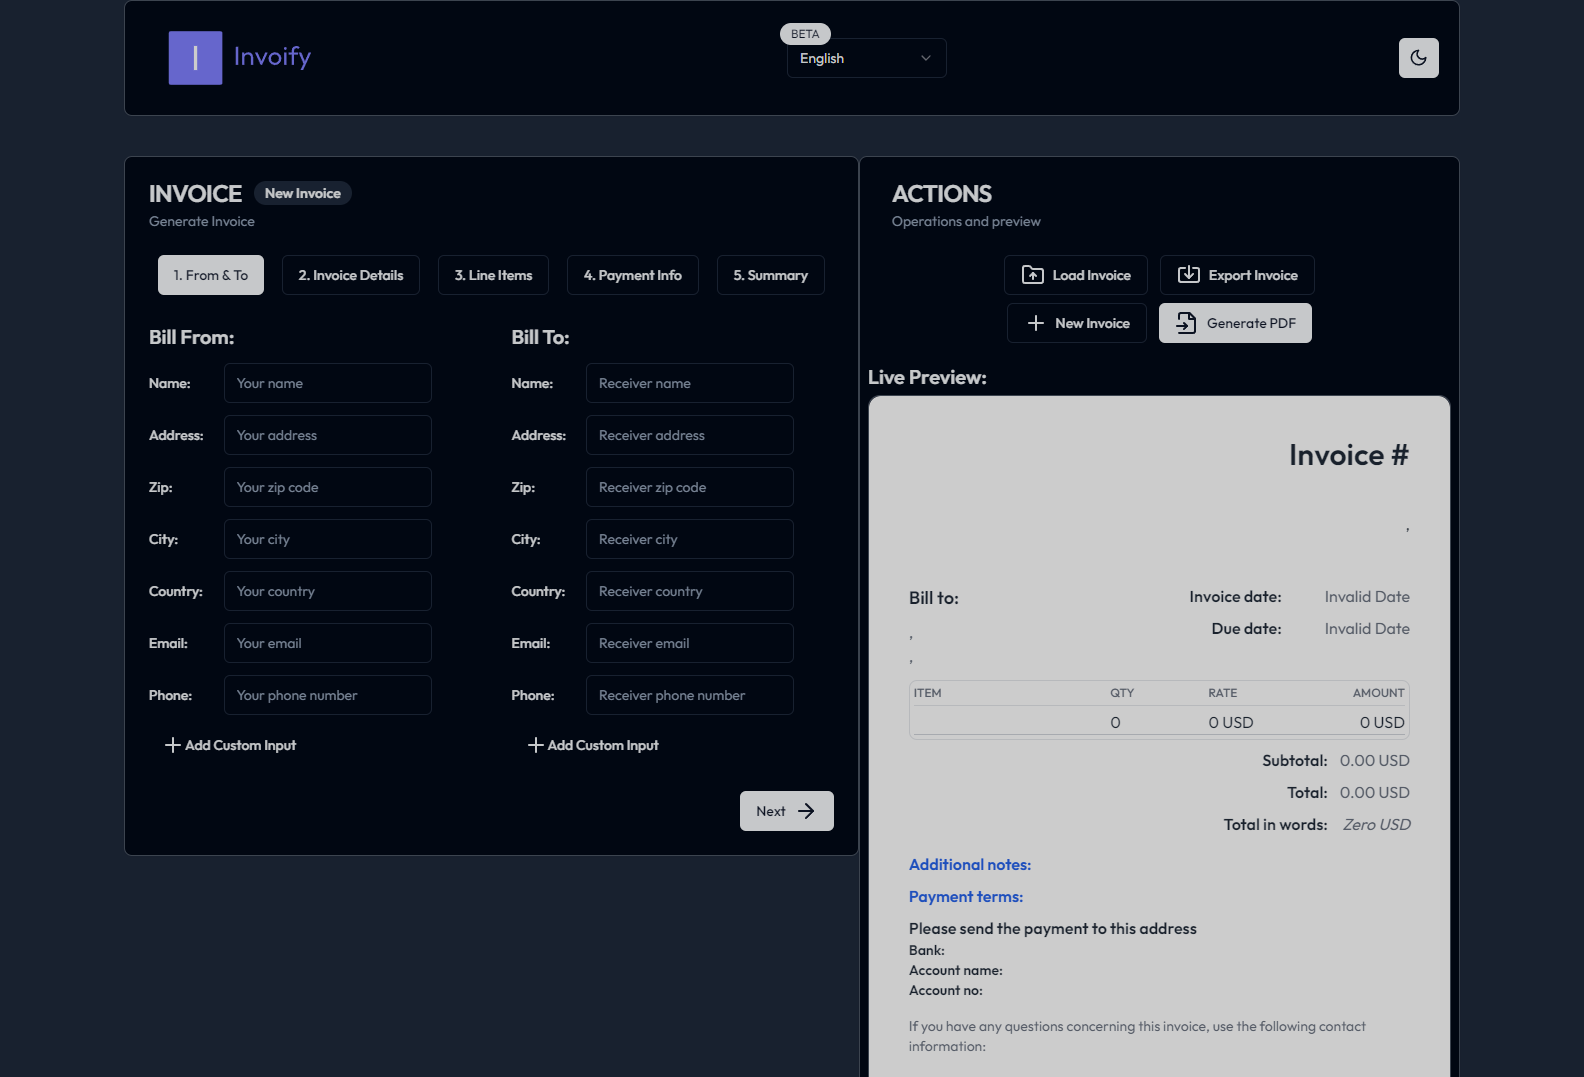 I Invoify
BETA
English
INVOICE New Invoice
Generate Invoice
1. From & To 2. Invoice Details 3. Line Items 4. Payment Info 5. Summary
Bill From:
Name: Your name
Address: Your address
Zip: Your zip code
City: Your city
Country: Your country
Email: Your email
Phone: Your phone number
Add Custom Input
Bill To:
Name: Receiver name
Address: Receiver address
Zip: Receiver zip code
City: Receiver city
Country: Receiver country
Email: Receiver email
Phone: Receiver phone number
Add Custom Input
Next
ACTIONS
Operations and preview
Load Invoice Export Invoice
New Invoice Generate PDF
Live Preview:
Invoice #
,
Bill to:
,
,
Invoice date: Invalid Date
Due date: Invalid Date
ITEM QTY RATE AMOUNT
0 0 USD 0 USD
Subtotal: 0.00 USD
Total: 0.00 USD
Total in words: Zero USD
Additional notes:
Payment terms:
Please send the payment to this address
Bank:
Account name:
Account no:
If you have any questions concerning this invoice, use the following contact
information: